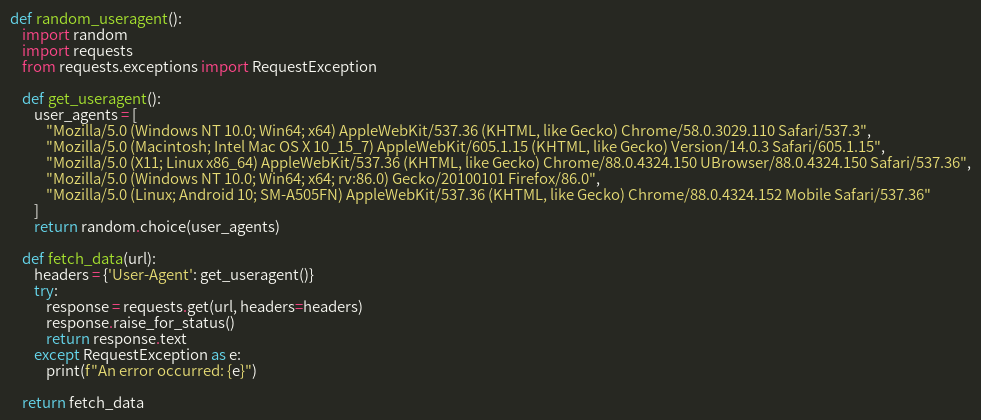 def random_useragent():
    import random
    import requests
    from requests.exceptions import RequestException

    def get_useragent():
        user_agents = [
            "Mozilla/5.0 (Windows NT 10.0; Win64; x64) AppleWebKit/537.36 (KHTML, like Gecko) Chrome/58.0.3029.110 Safari/537.3",
            "Mozilla/5.0 (Macintosh; Intel Mac OS X 10_15_7) AppleWebKit/605.1.15 (KHTML, like Gecko) Version/14.0.3 Safari/605.1.15",
            "Mozilla/5.0 (X11; Linux x86_64) AppleWebKit/537.36 (KHTML, like Gecko) Chrome/88.0.4324.150 UBrowser/88.0.4324.150 Safari/537.36",
            "Mozilla/5.0 (Windows NT 10.0; Win64; x64; rv:86.0) Gecko/20100101 Firefox/86.0",
            "Mozilla/5.0 (Linux; Android 10; SM-A505FN) AppleWebKit/537.36 (KHTML, like Gecko) Chrome/88.0.4324.152 Mobile Safari/537.36"
        ]
        return random.choice(user_agents)

    def fetch_data(url):
        headers = {'User-Agent': get_useragent()}
        try:
            response = requests.get(url, headers=headers)
            response.raise_for_status()
            return response.text
        except RequestException as e:
            print(f"An error occurred: {e}")

    return fetch_data